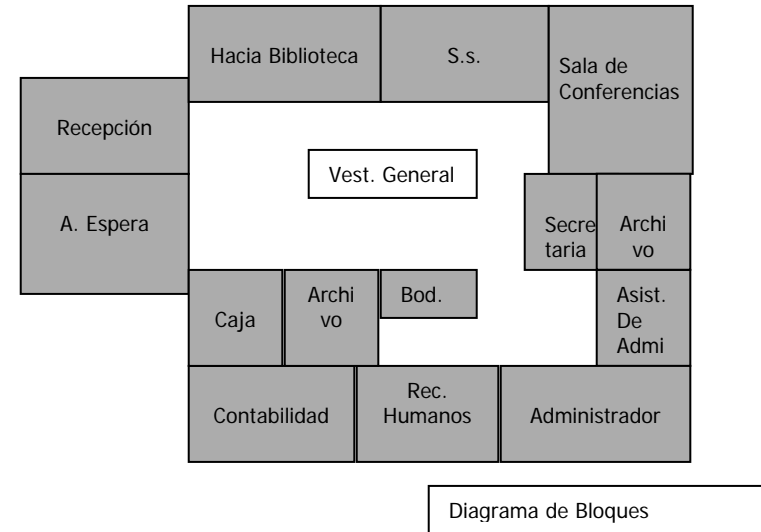 Hacia Biblioteca
S.s.
Sala de
Conferencias
Recepción
Vest. General
A. Espera
Secre
taria
Archi
vo
Caja
Archi
vo
Bod.
Asist.
De
Admi
Contabilidad
Rec.
Humanos
Administrador
Diagrama de Bloques